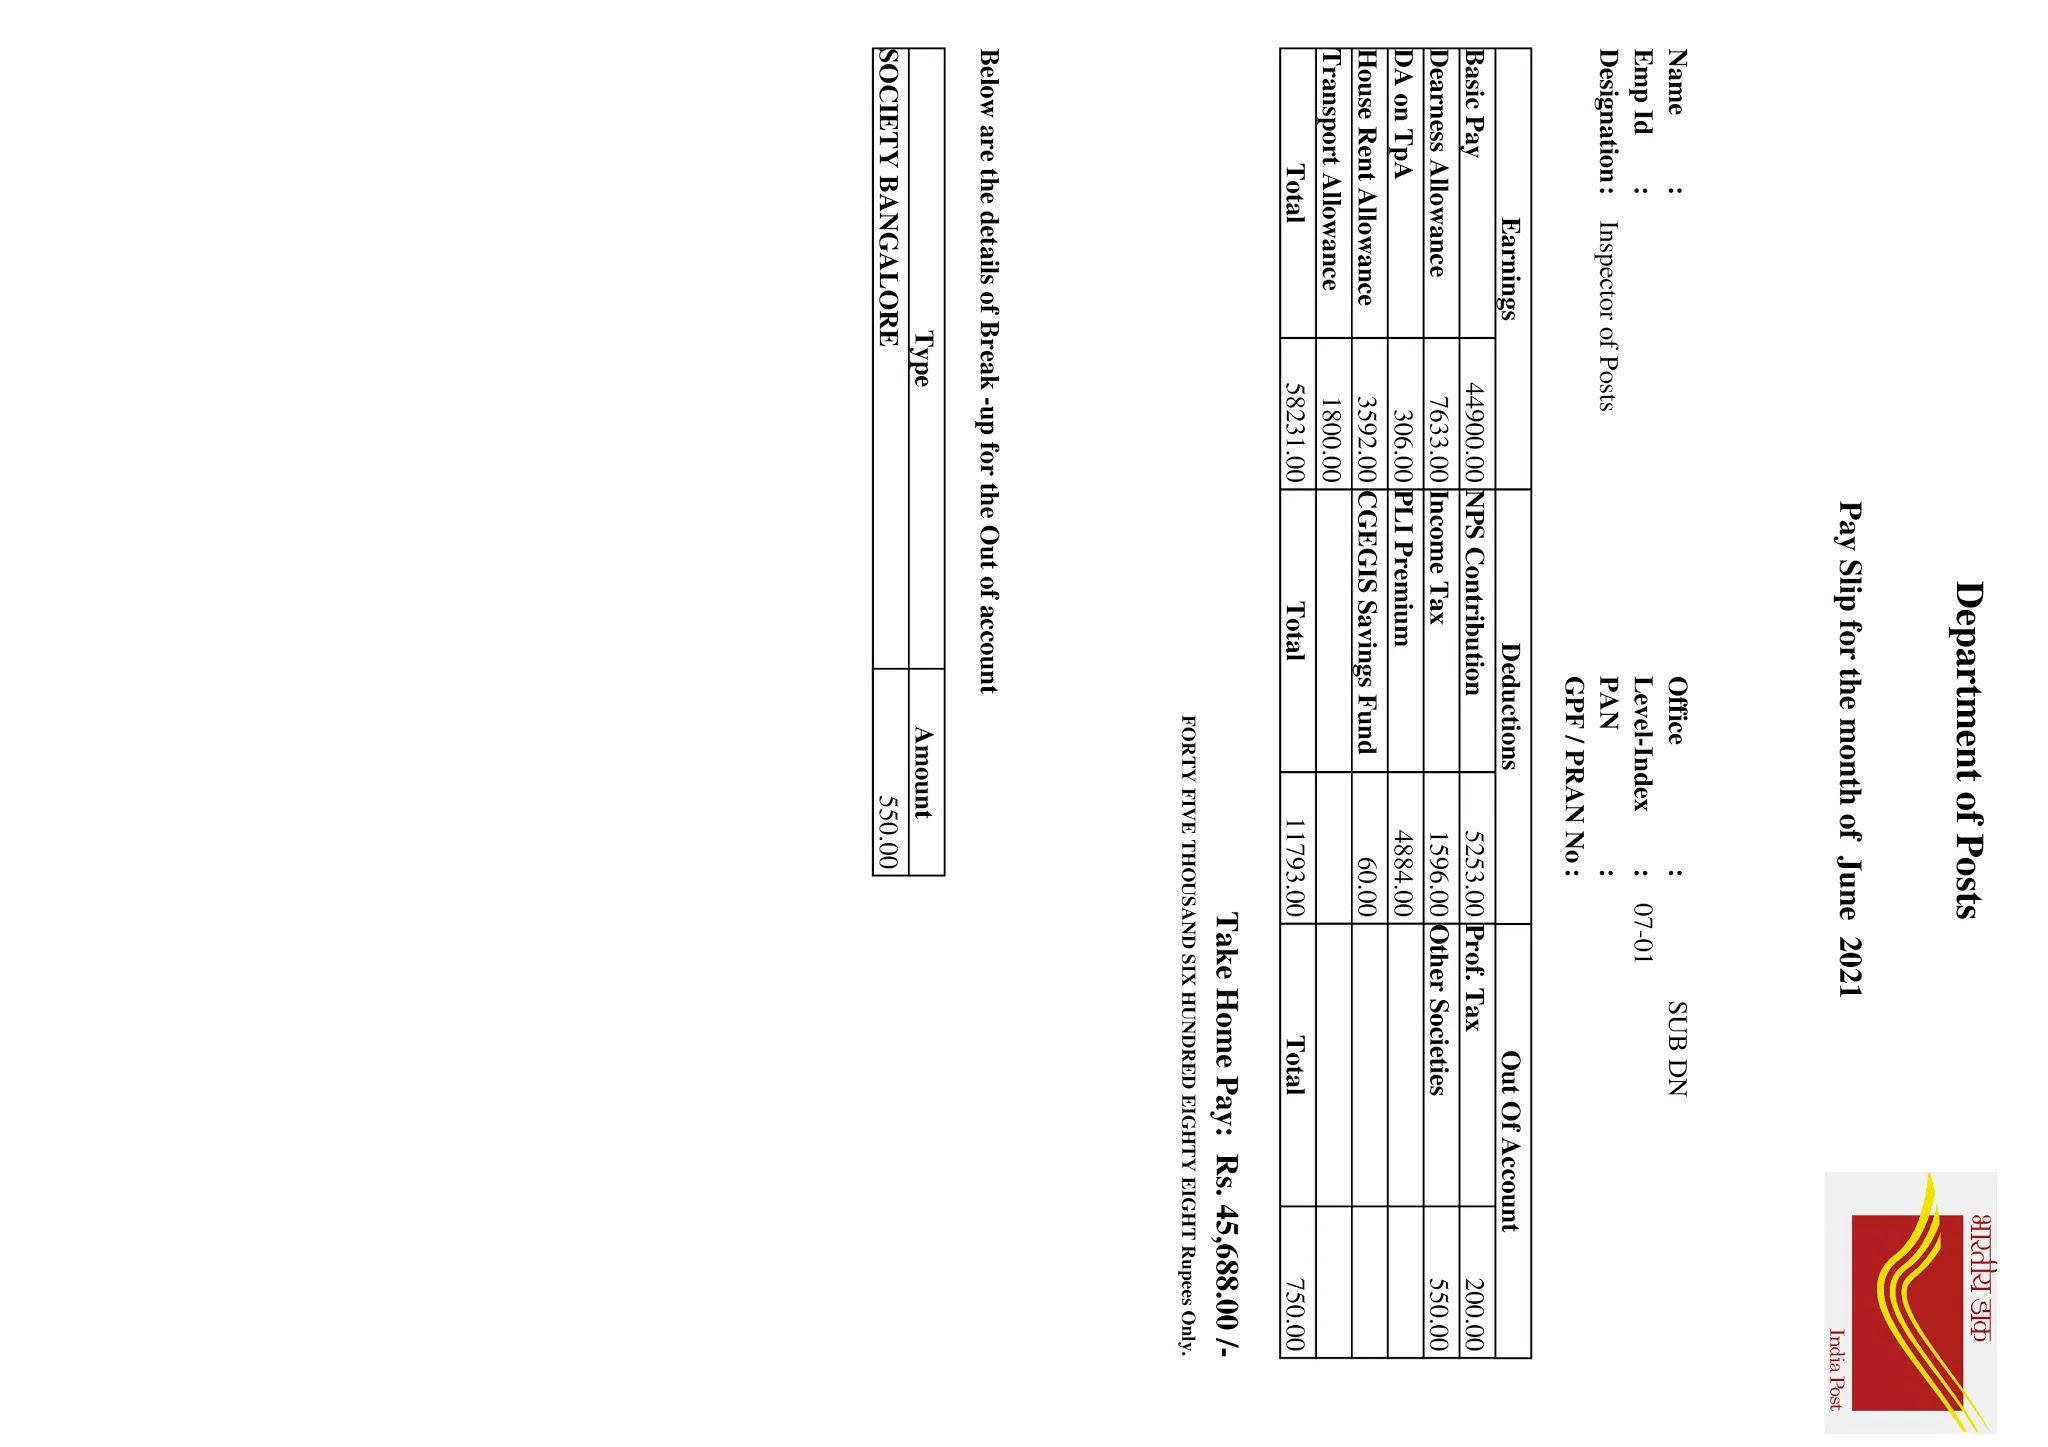 भारतीय डाक
India Post
Department of Posts
Pay Slip for the month of June 2021
Name : Office : SUB DN
Emp Id : Level-Index : 07-01
Designation: Inspector of Posts PAN :
GPF / PRAN No :
Earnings Deductions Out Of Account
Basic Pay 44900.00 NPS Contribution 5253.00 Prof. Tax 200.00
Dearness Allowance 7633.00 Income Tax 1596.00 Other Societies 550.00
DA on TpA 306.00 PLI Premium 4884.00
House Rent Allowance 3592.00 CGEGIS Savings Fund 60.00
Transport Allowance 1800.00
Total 58231.00 Total 11793.00 Total 750.00
Take Home Pay: Rs. 45,688.00 /-
FORTY FIVE THOUSAND SIX HUNDRED EIGHTY EIGHT Rupees Only.
Below are the details of Break -up for the Out of account
Type Amount
SOCIETY BANGALORE 550.00